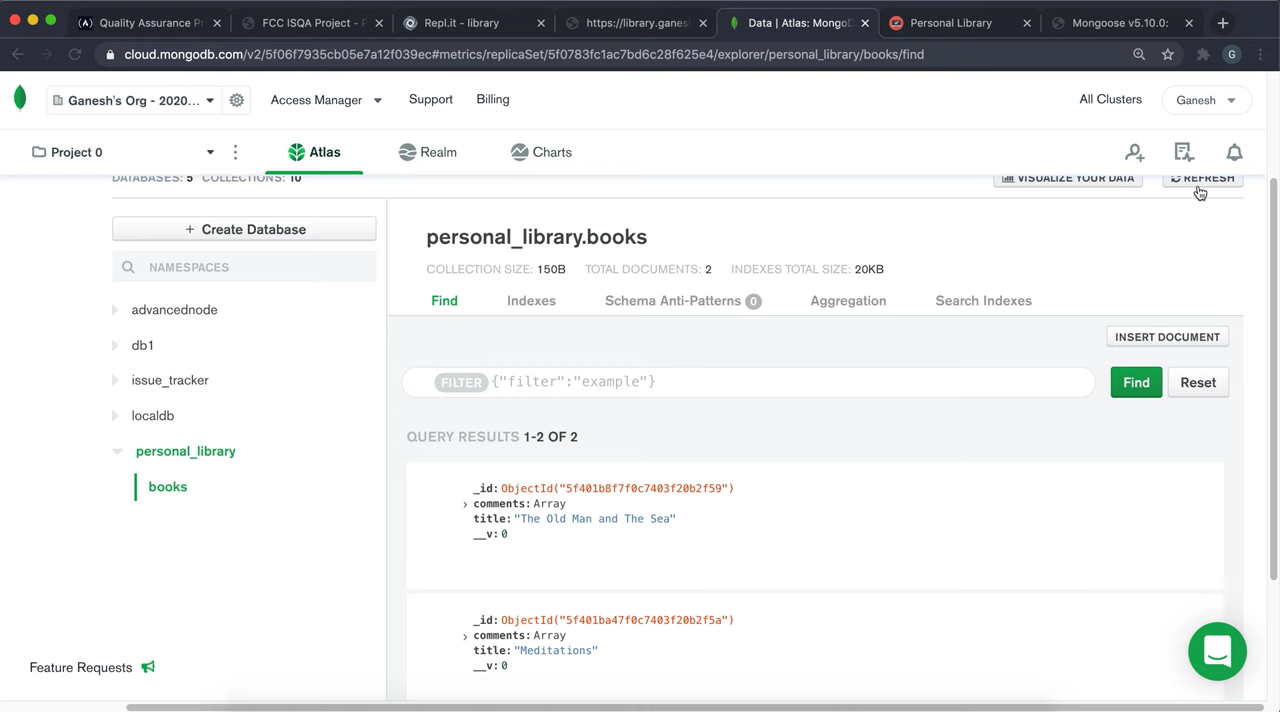 Quality Assurance P
FCC ISQA Project - F
Repl.it - library
https://library.ganes
Data | Atlas: MongoD
Personal Library
Mongoose v5.10.0:
cloud.mongodb.com/v2/5f06f7935cb05e7a12f039ec#metrics/replicaSet/5f0783fc1ac7bd6c28f625e4/explorer/personal_library/books/find
G
Ganesh's Org - 2020...
Access Manager
Support
Billing
All Clusters
Ganesh
Project 0
Atlas
Realm
Charts
DATABASES: 5 COLLECTIONS: 10
VISUALIZE YOUR DATA
REFRESH
+ Create Database
NAMESPACES
advancednode
db1
issue_tracker
localdb
personal_library
books
Feature Requests
personal_library.books
COLLECTION SIZE: 150B TOTAL DOCUMENTS: 2 INDEXES TOTAL SIZE: 20KB
Find
Indexes
Schema Anti-Patterns 0
Aggregation
Search Indexes
INSERT DOCUMENT
FILTER {"filter":"example"}
Find
Reset
QUERY RESULTS 1-2 OF 2
_id: ObjectId("5f401b8f7f0c7403f20b2f59")
comments: Array
title: "The Old Man and The Sea"
__v: 0
_id: ObjectId("5f401ba47f0c7403f20b2f5a")
comments: Array
title: "Meditations"
__v: 0